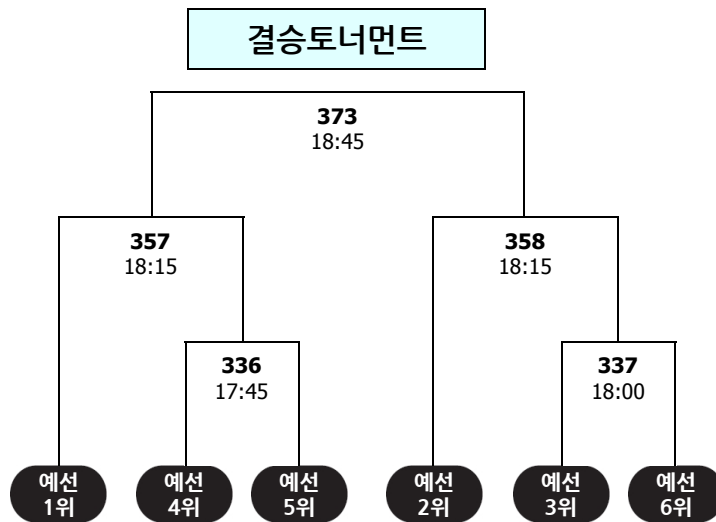 결승토너먼트
373
18:45
357
18:15
358
18:15
336
17:45
337
18:00
예선
1위
예선
4위
예선
5위
예선
2위
예선
3위
예선
6위